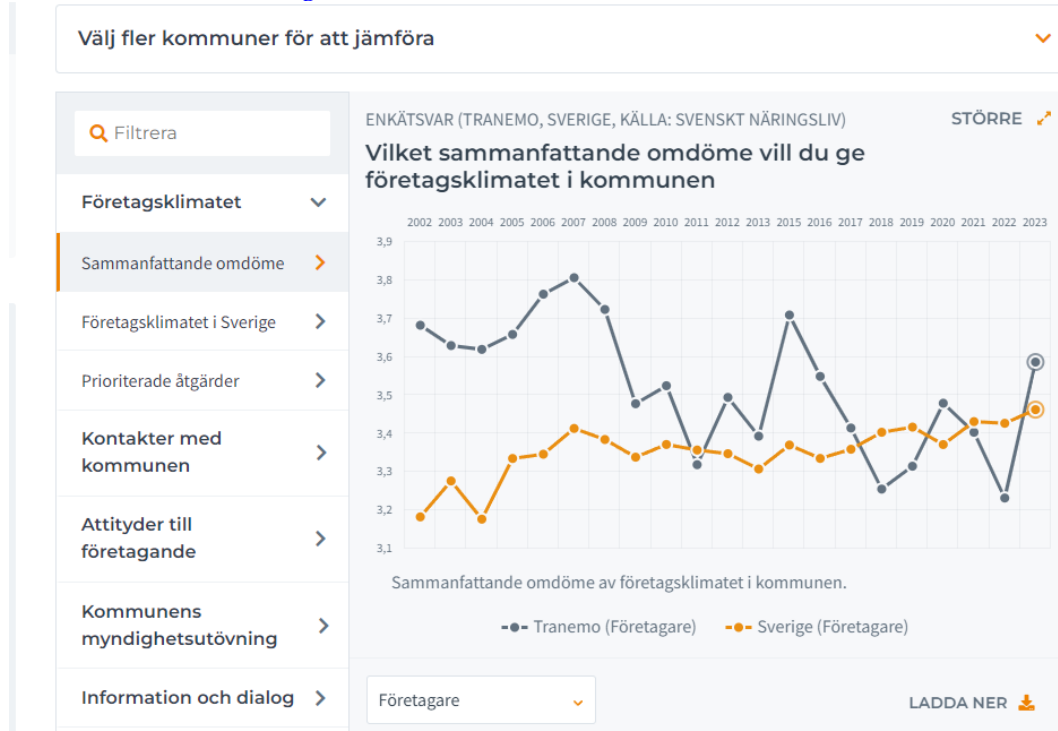 Välj fler kommuner för att jämföra
Filtrera
Företagsklimatet
Sammanfattande omdöme
Företagsklimatet i Sverige
Prioriterade åtgärder
Kontakter med
kommunen
Attityder till
företagande
Kommunens
myndighetsutövning
Information och dialog
ENKÄTSVAR (TRANEMO, SVERIGE, KÄLLA: SVENSKT NÄRINGSLIV)
STÖRRE
Vilket sammanfattande omdöme vill du ge
företagsklimatet i kommunen
2002 2003 2004 2005 2006 2007 2008 2009 2010 2011 2012 2013 2015 2016 2017 2018 2019 2020 2021 2022 2023
3,9
3,8
3,7
3,6
3,5
3,4
3,3
3,2
3,1
Sammanfattande omdöme av företagsklimatet i kommunen.
Tranemo (Företagare) Sverige (Företagare)
Företagare
LADDA NER